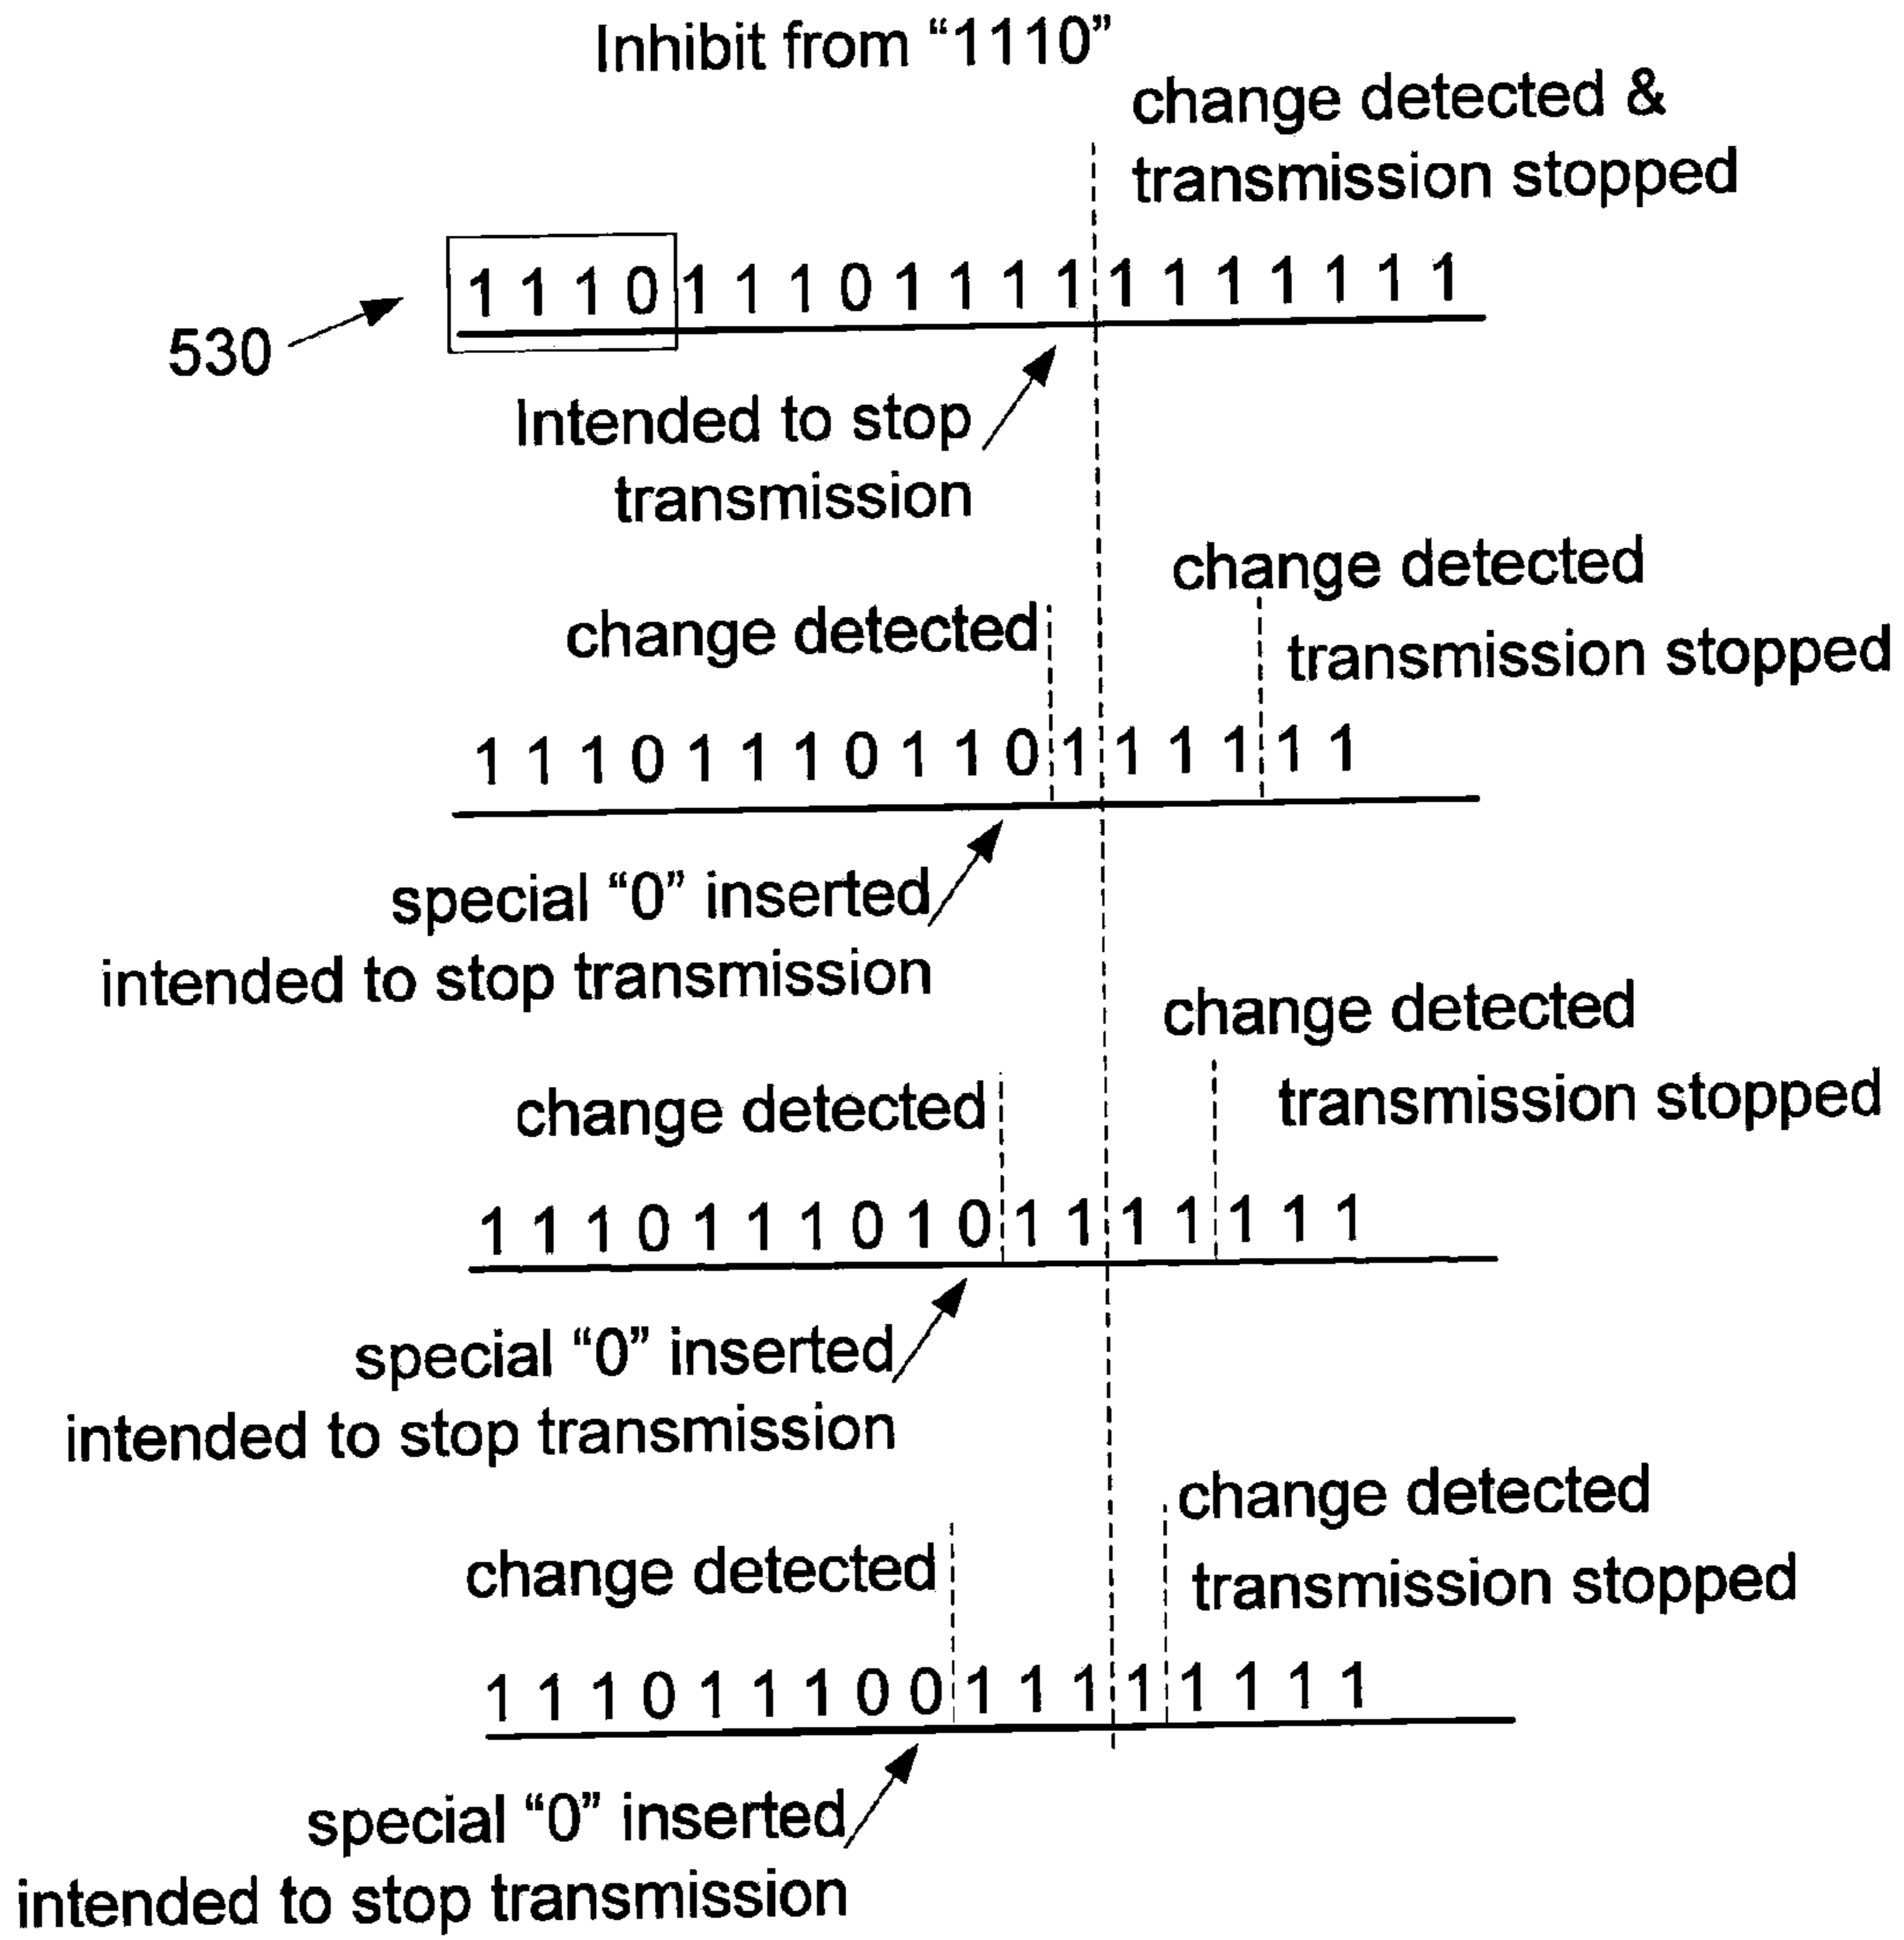 Inhibit from “1110”
change detected &
transmission stopped
1 1 1 0 1 1 1 0 1 1 1 1 1 1 1 1 1 1 1
530
Intended to stop
transmission
change detected
change detected
transmission stopped
1 1 1 0 1 1 1 0 1 1 0 1 1 1 1 1 1
special “0” inserted
intended to stop transmission
change detected
change detected
transmission stopped
1 1 1 0 1 1 1 0 1 0 1 1 1 1 1 1 1
special “0” inserted
intended to stop transmission
change detected
change detected
transmission stopped
1 1 1 0 1 1 1 0 0 1 1 1 1 1 1 1 1
special “0” inserted
intended to stop transmission